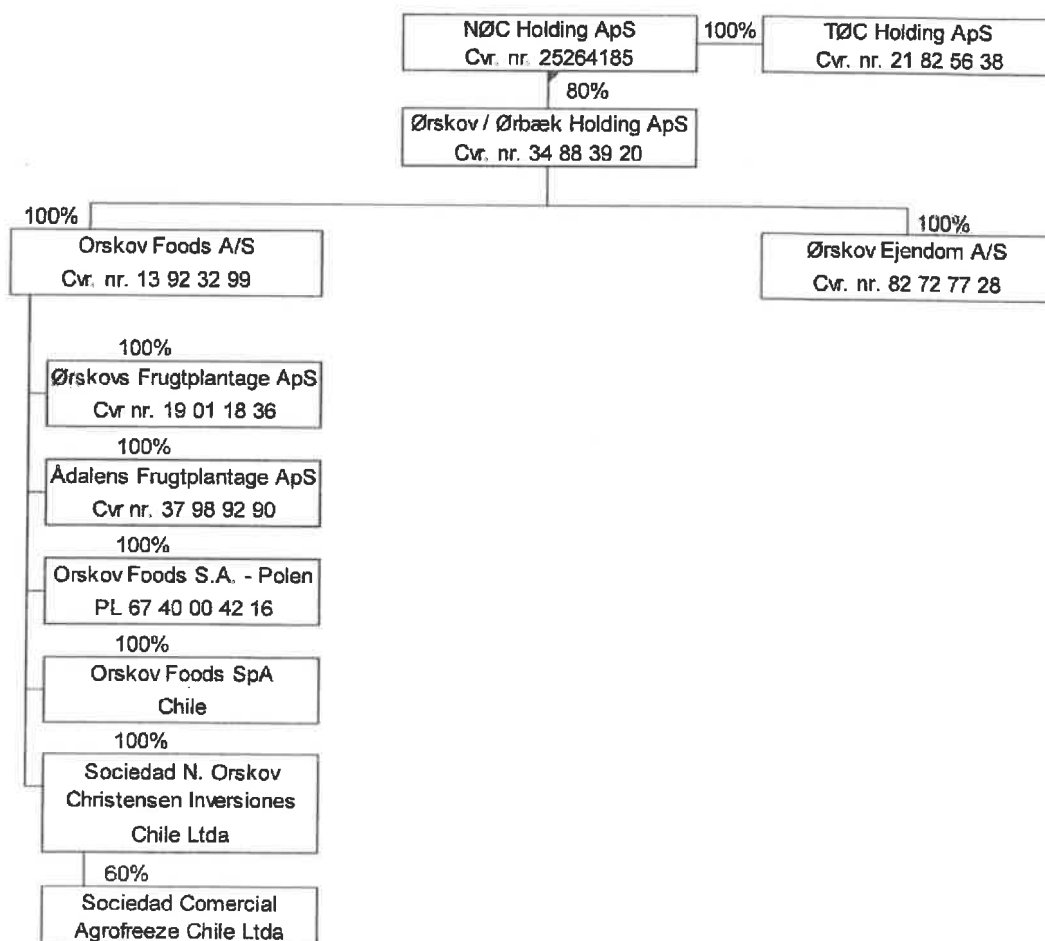 NØC Holding ApS
Cvr. nr. 25264185
100%
TØC Holding ApS
Cvr. nr. 21 82 56 38
80%
Ørskov / Ørbæk Holding ApS
Cvr. nr. 34 88 39 20
100%
Orskov Foods A/S
Cvr. nr. 13 92 32 99
100%
Ørskov Ejendom A/S
Cvr. nr. 82 72 77 28
100%
Ørskovs Frugtplantage ApS
Cvr nr. 19 01 18 36
100%
Ådalens Frugtplantage ApS
Cvr nr. 37 98 92 90
100%
Orskov Foods S.A. - Polen
PL 67 40 00 42 16
100%
Orskov Foods SpA
Chile
100%
Sociedad N. Orskov
Christensen Inversiones
Chile Ltda
60%
Sociedad Comercial
Agrofreeze Chile Ltda